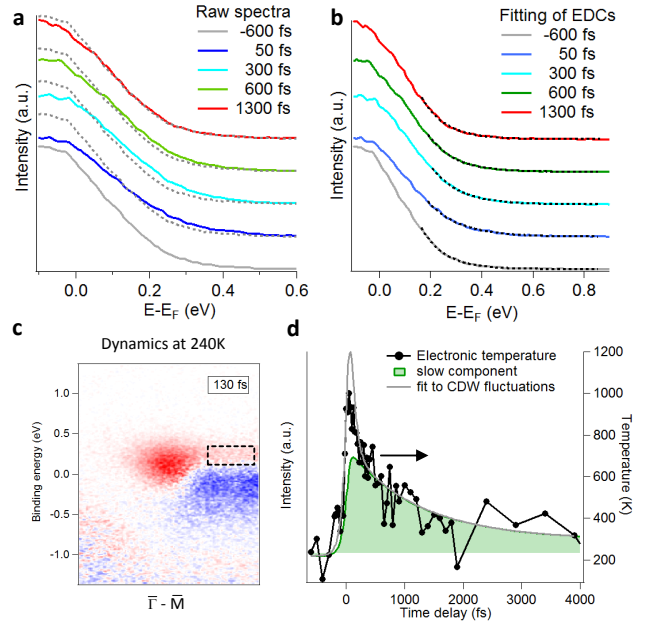 a
Raw spectra
-600 fs
50 fs
300 fs
600 fs
1300 fs
Intensity (a.u.)
0.0
0.2
0.4
0.6
E-EF (eV)
b
Fitting of EDCs
-600 fs
50 fs
300 fs
600 fs
1300 fs
Intensity (a.u.)
0.0
0.2
0.4
0.6
0.8
E-EF (eV)
c
Dynamics at 240K
130 fs
Binding energy (eV)
1.0
0.5
0.0
-0.5
-1.0
Γ̅ - M̅
d
Electronic temperature
slow component
fit to CDW fluctuations
Intensity (a.u.)
1200
1000
800
600
400
200
Temperature (K)
0
1000
2000
3000
4000
Time delay (fs)